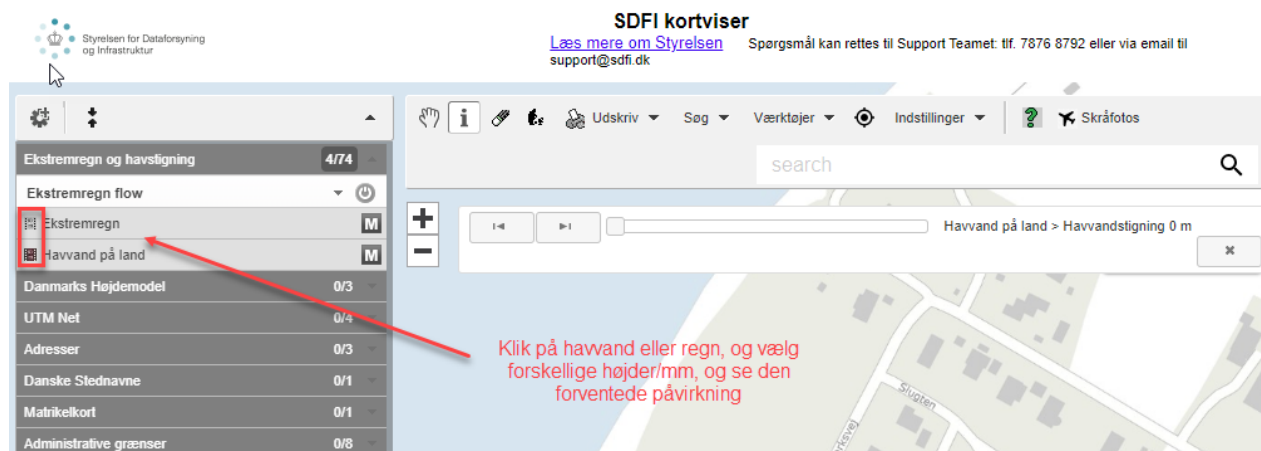 Styrelsen for Dataforsyning
og Infrastruktur
SDFI kortviser
Læs mere om Styrelsen Spørgsmål kan rettes til Support Teamet: tlf. 7876 8792 eller via email til
support@sdfi.dk
i Udskriv Søg Værktøjer Indstillinger ? Skråfotos
search
Ekstremregn og havstigning 4/74
Ekstremregn flow
Ekstremregn M
Havvand på land M
Danmarks Højdemodel 0/3
UTM Net 0/4
Adresser 0/3
Danske Stednavne 0/1
Matrikelkort 0/1
Administrative grænser 0/8
+
−
Havvand på land > Havvandstigning 0 m
Klik på havvand eller regn, og vælg
forskellige højder/mm, og se den
forventede påvirkning
Slugten